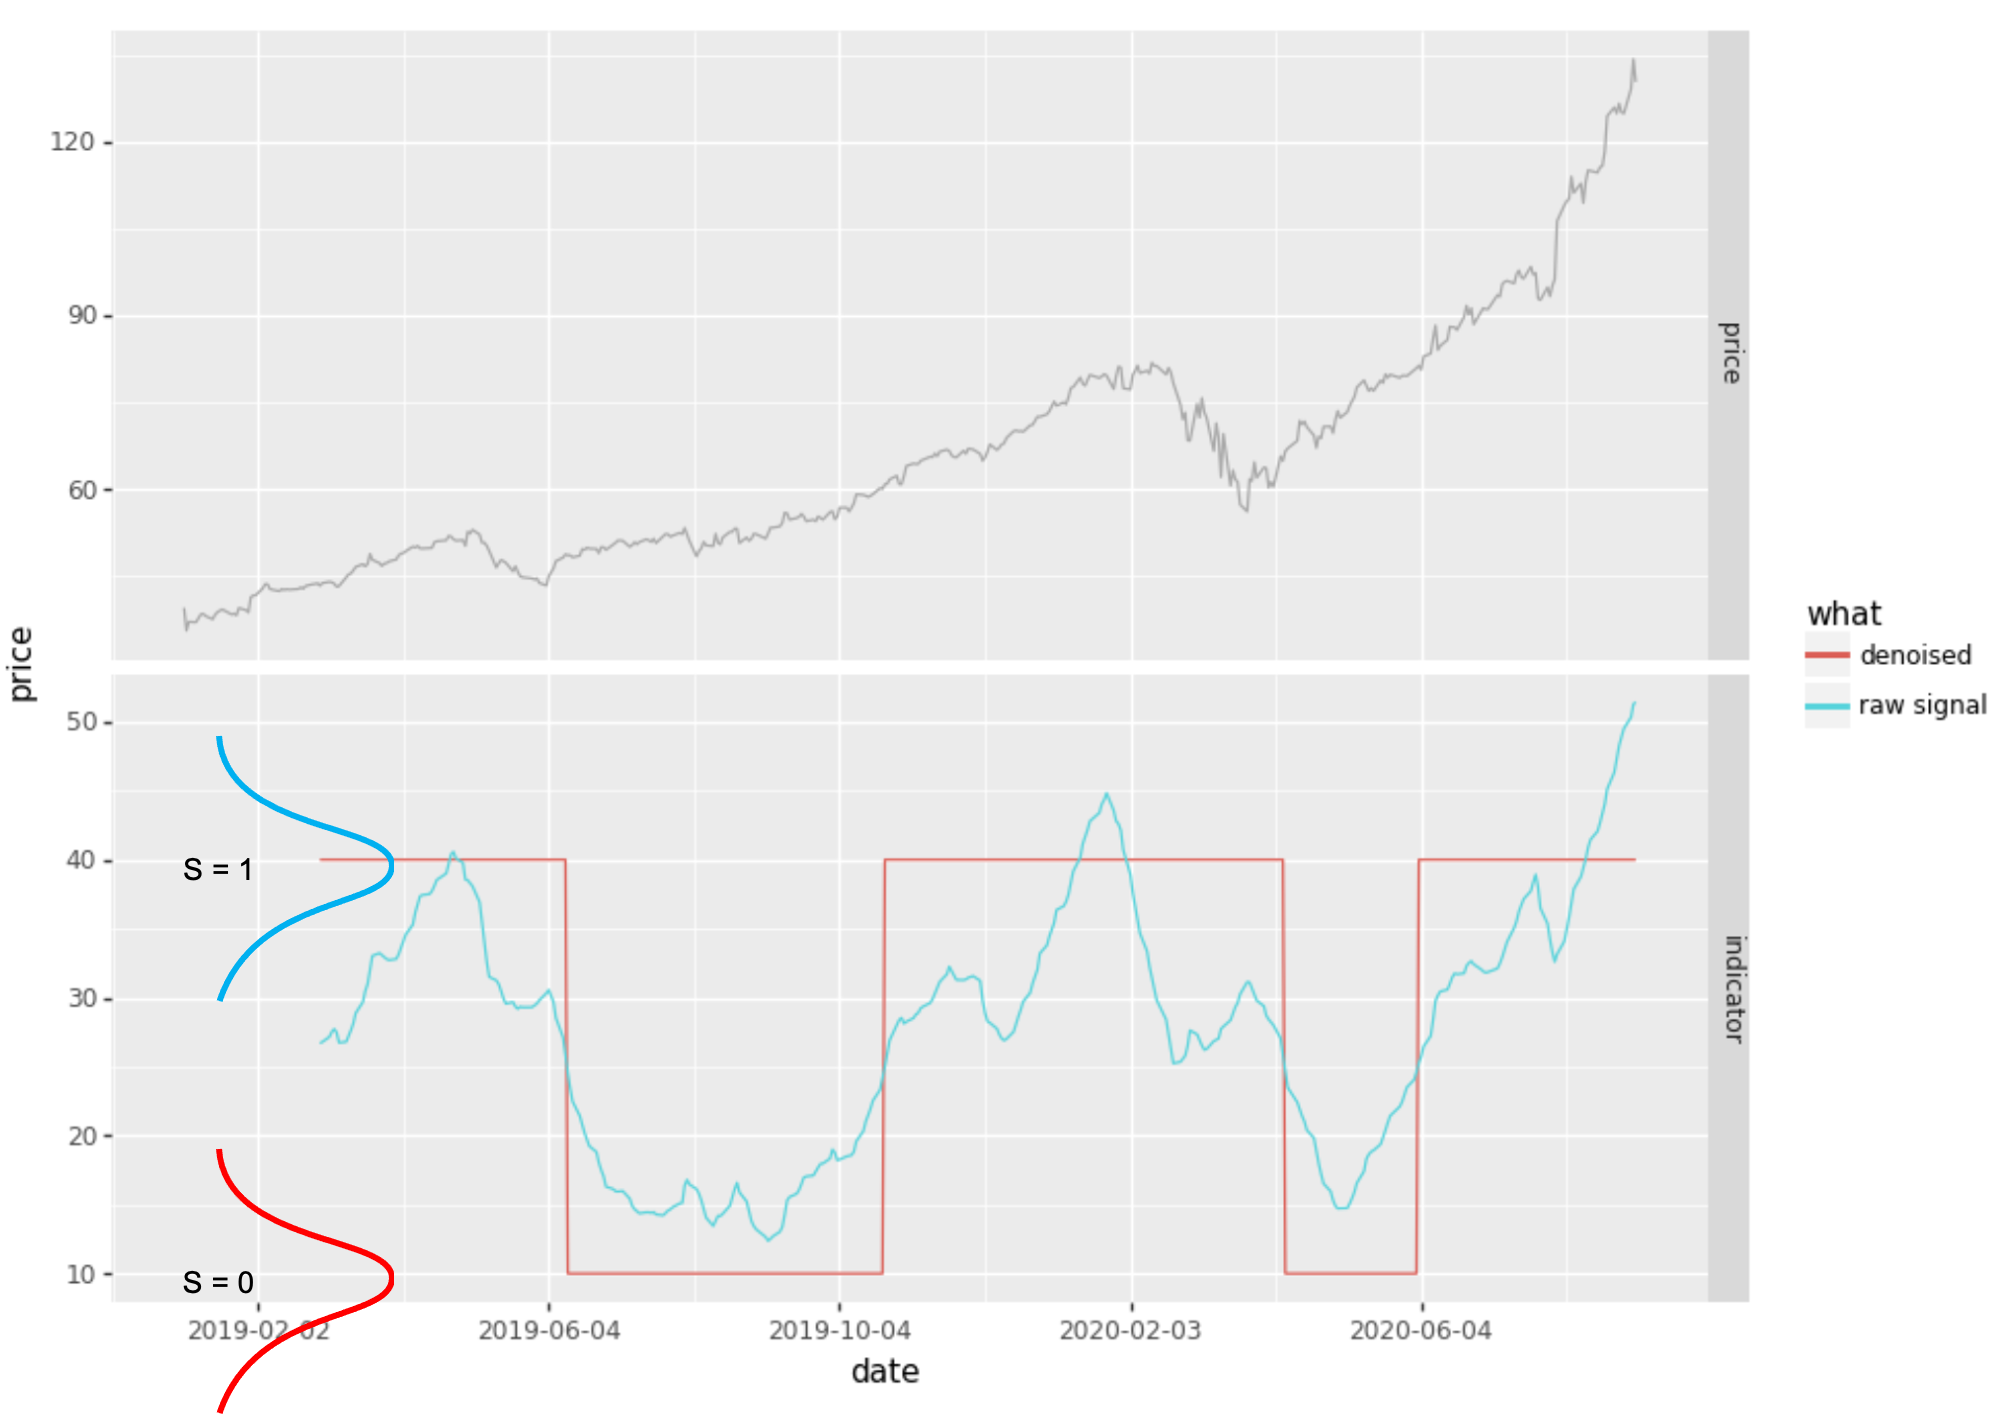 120
90
60
price
price
what
denoised
raw signal
50
40
30
20
10
S = 1
S = 0
indicator
2019-02-02
2019-06-04
2019-10-04
2020-02-03
2020-06-04
date